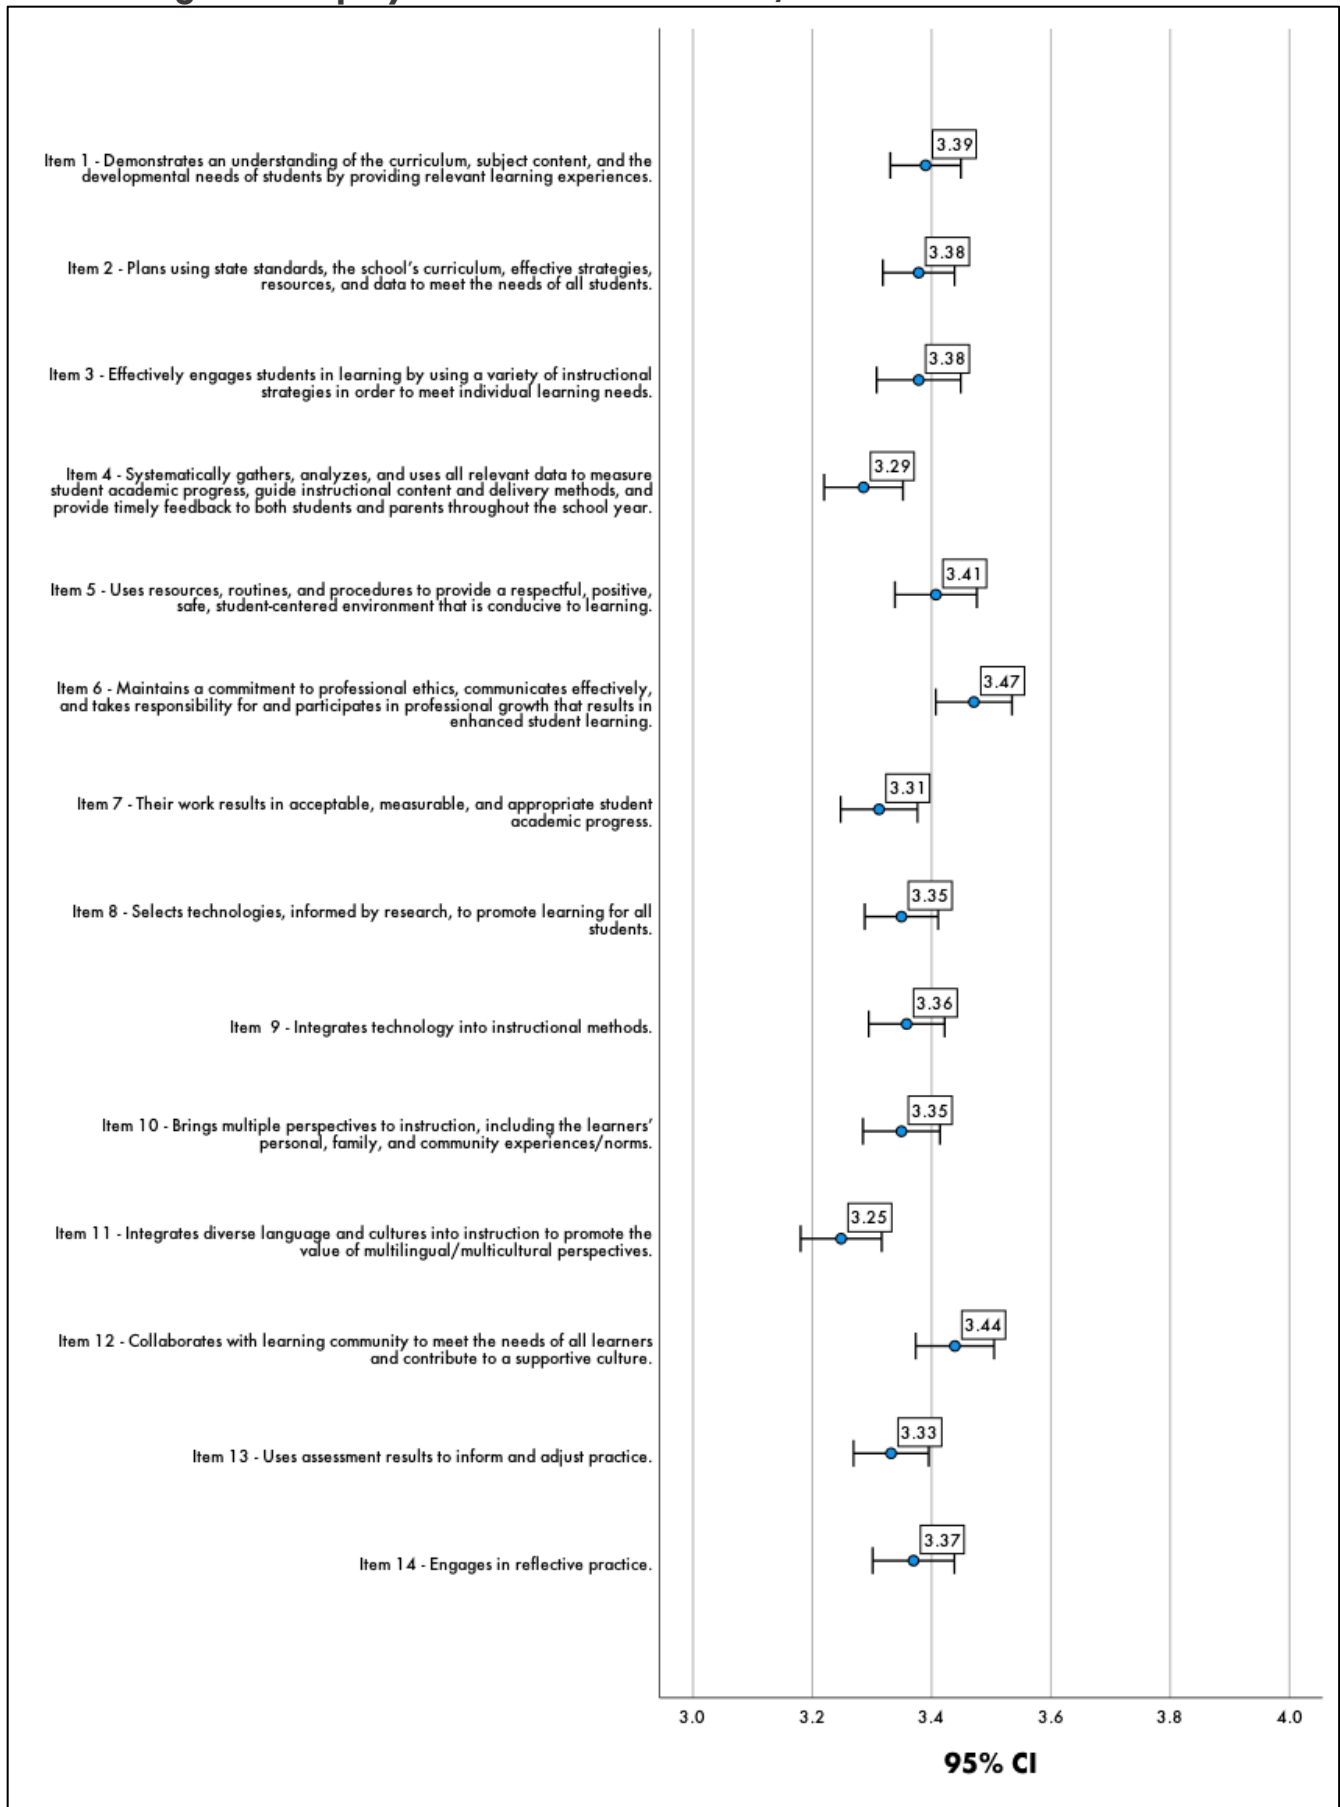 Item 1 - Demonstrates an understanding of the curriculum, subject content, and the
developmental needs of students by providing relevant learning experiences.
3.39
Item 2 - Plans using state standards, the school's curriculum, effective strategies,
resources, and data to meet the needs of all students.
3.38
Item 3 - Effectively engages students in learning by using a variety of instructional
strategies in order to meet individual learning needs.
3.38
Item 4 - Systematically gathers, analyzes, and uses all relevant data to measure
student academic progress, guide instructional content and delivery methods, and
provide timely feedback to both students and parents throughout the school year.
3.29
Item 5 - Uses resources, routines, and procedures to provide a respectful, positive,
safe, student-centered environment that is conducive to learning.
3.41
Item 6 - Maintains a commitment to professional ethics, communicates effectively,
and takes responsibility for and participates in professional growth that results in
enhanced student learning.
3.47
Item 7 - Their work results in acceptable, measurable, and appropriate student
academic progress.
3.31
Item 8 - Selects technologies, informed by research, to promote learning for all
students.
3.35
Item  9 - Integrates technology into instructional methods.
3.36
Item 10 - Brings multiple perspectives to instruction, including the learners'
personal, family, and community experiences/norms.
3.35
Item 11 - Integrates diverse language and cultures into instruction to promote the
value of multilingual/multicultural perspectives.
3.25
Item 12 - Collaborates with learning community to meet the needs of all learners
and contribute to a supportive culture.
3.44
Item 13 - Uses assessment results to inform and adjust practice.
3.33
Item 14 - Engages in reflective practice.
3.37
3.0 3.2 3.4 3.6 3.8 4.0
95% CI